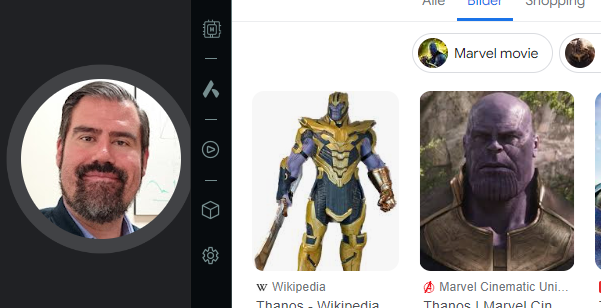 Alle Bilder Shopping
Marvel movie
W Wikipedia
Marvel Cinematic Uni...
Thanos - Wikipedia
Thanos | Marvel Cin...